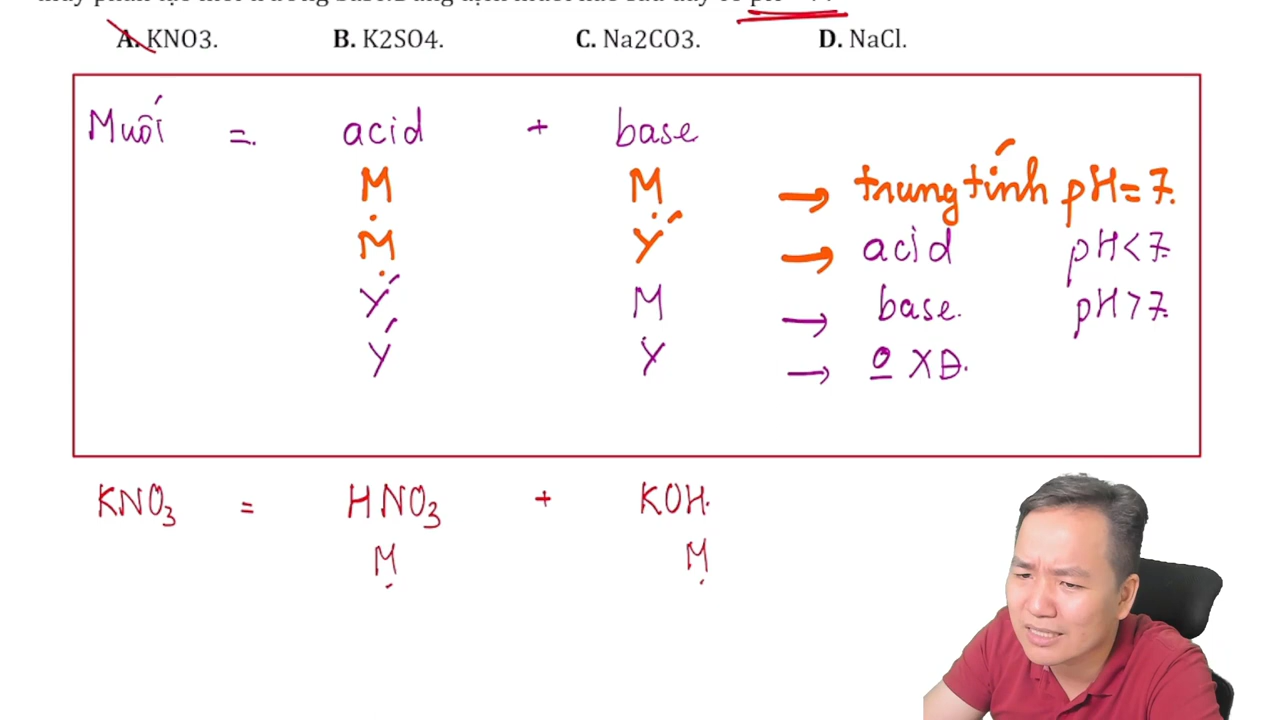 A. KNO3. B. K2SO4. C. Na2CO3. D. NaCl.
Muối = acid + base
M M → trung tính pH = 7.
M Y → acid pH < 7
Y M → base. pH > 7.
Y Y → o XĐ.
KNO3 = HNO3 + KOH.
M M